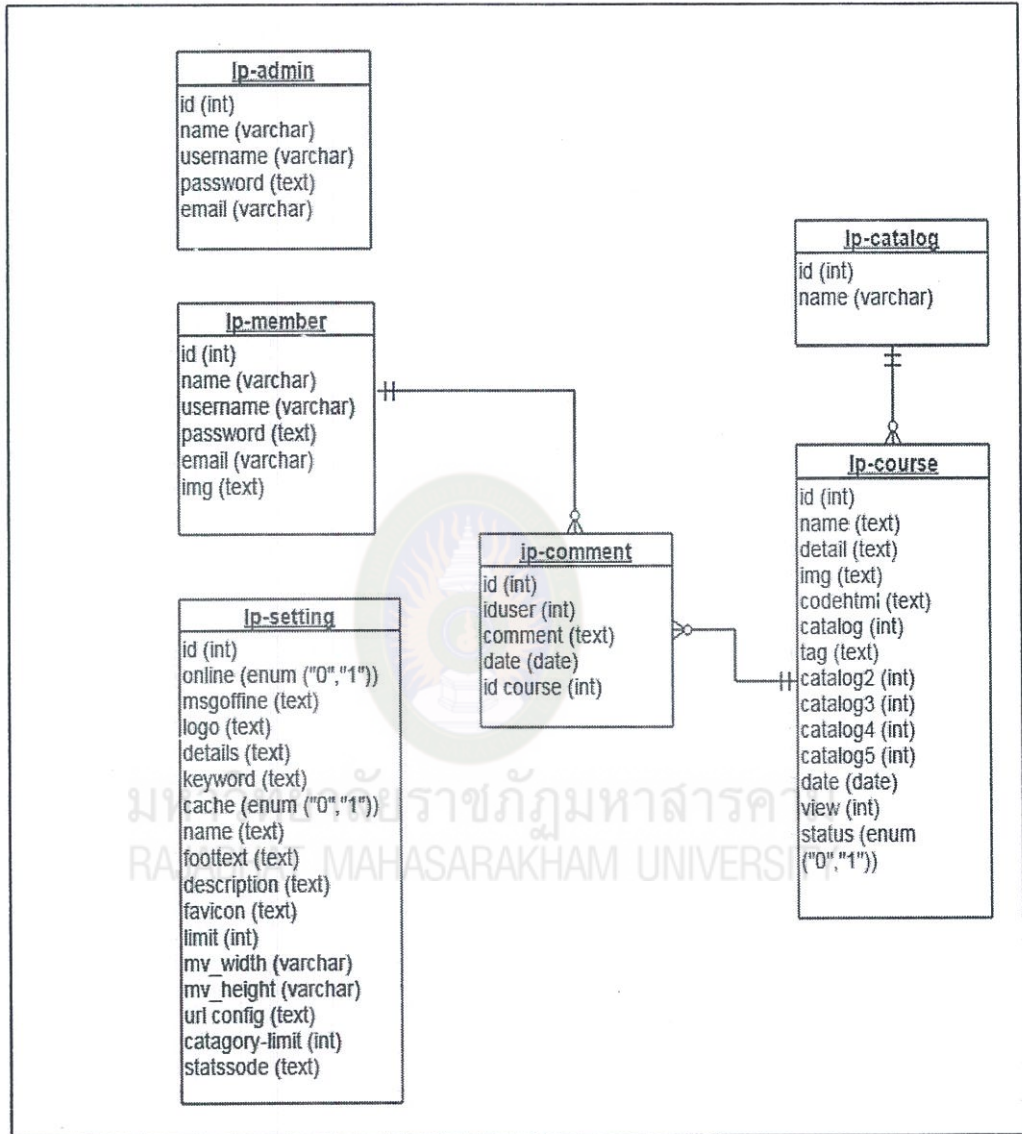 lp-admin
id (int)
name (varchar)
username (varchar)
password (text)
email (varchar)
lp-catalog
id (int)
name (varchar)
lp-member
id (int)
name (varchar)
username (varchar)
password (text)
email (varchar)
img (text)
lp-course
id (int)
name (text)
detail (text)
img (text)
codehtmi (text)
catalog (int)
tag (text)
catalog2 (int)
catalog3 (int)
catalog4 (int)
catalog5 (int)
date (date)
view (int)
status (enum
("0","1"))
ip-comment
id (int)
iduser (int)
comment (text)
date (date)
id course (int)
lp-setting
id (int)
online (enum ("0","1"))
msgoffine (text)
logo (text)
details (text)
keyword (text)
cache (enum ("0","1"))
name (text)
foottext (text)
description (text)
favicon (text)
limit (int)
mv_width (varchar)
mv_height (varchar)
url config (text)
catagory-limit (int)
statssode (text)
มหาวิทยาลัยราชภัฏมหาสารคาม
RAJABHAT MAHASARAKHAM UNIVERSITY